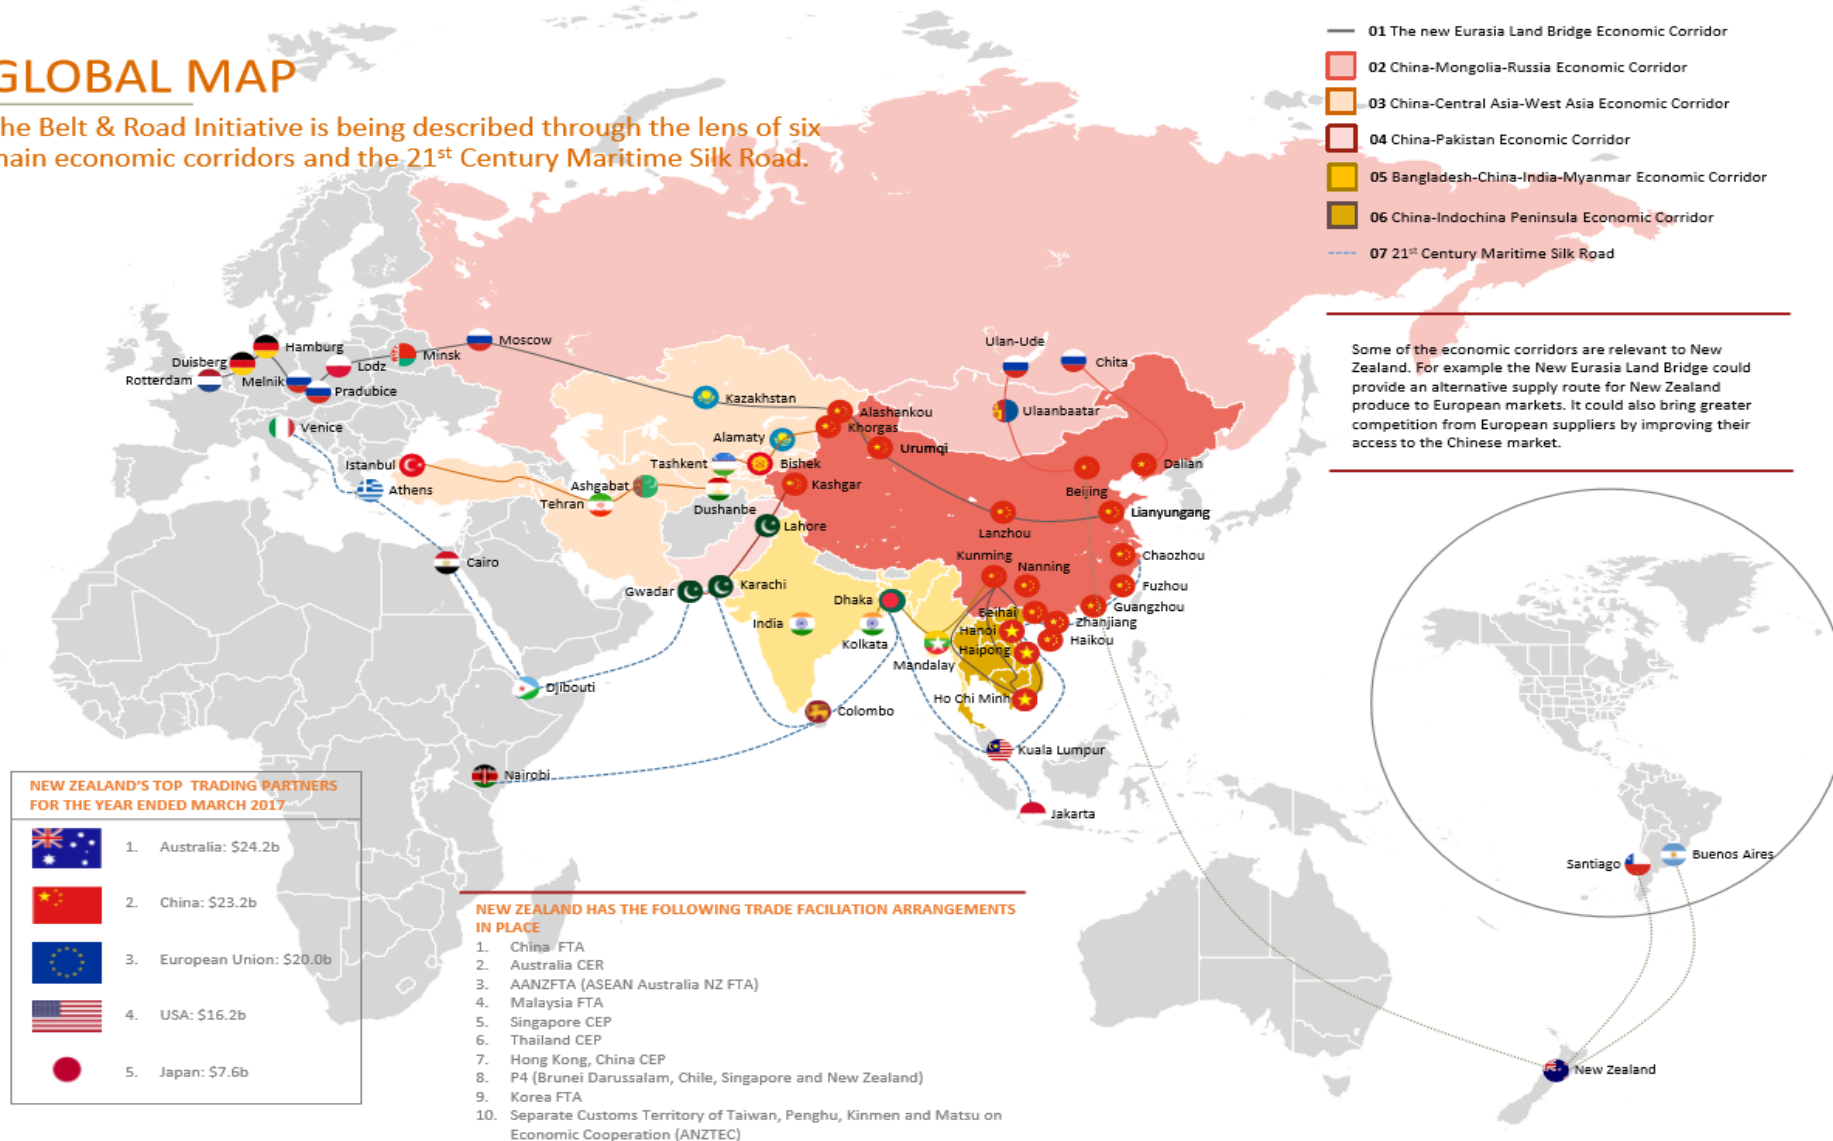 GLOBAL MAP
he Belt & Road Initiative is being described through the lens of six
nain economic corridors and the 21st Century Maritime Silk Road.
01 The new Eurasia Land Bridge Economic Corridor
02 China-Mongolia-Russia Economic Corridor
03 China-Central Asia-West Asia Economic Corridor
04 China-Pakistan Economic Corridor
05 Bangladesh-China-India-Myanmar Economic Corridor
06 China-Indochina Peninsula Economic Corridor
07 21st Century Maritime Silk Road
Some of the economic corridors are relevant to New
Zealand. For example the New Eurasia Land Bridge could
provide an alternative supply route for New Zealand
produce to European markets. It could also bring greater
competition from European suppliers by improving their
access to the Chinese market.
Moscow
Ulan-Ude
Hamburg
Minsk
Duisberg
Lodz
Chita
Rotterdam
Melnik
Pradubice
Kazakhstan
Alashankou
Ulaanbaatar
Venice
Khorgas
Alamaty
Urumqi
Istanbul
Tashkent
Bishek
Dalian
Athens
Ashgabat
Kashgar
Beijing
Tehran
Dushanbe
Lianyungang
Lahore
Lanzhou
Kunming
Chaozhou
Cairo
Nanning
Gwadar
Karachi
Fuzhou
Dhaka
Guangzhou
Beihai
India
Zhanjiang
Hanoi
Kolkata
Haikou
Haipong
Mandalay
Djibouti
Ho Chi Minh
Colombo
Kuala Lumpur
Nairobi
Jakarta
Santiago
Buenos Aires
New Zealand
NEW ZEALAND'S TOP TRADING PARTNERS
FOR THE YEAR ENDED MARCH 2017
1. Australia: $24.2b
2. China: $23.2b
3. European Union: $20.0b
4. USA: $16.2b
5. Japan: $7.6b
NEW ZEALAND HAS THE FOLLOWING TRADE FACILIATION ARRANGEMENTS
IN PLACE
1. China FTA
2. Australia CER
3. AANZFTA (ASEAN Australia NZ FTA)
4. Malaysia FTA
5. Singapore CEP
6. Thailand CEP
7. Hong Kong, China CEP
8. P4 (Brunei Darussalam, Chile, Singapore and New Zealand)
9. Korea FTA
10. Separate Customs Territory of Taiwan, Penghu, Kinmen and Matsu on
Economic Cooperation (ANZTEC)